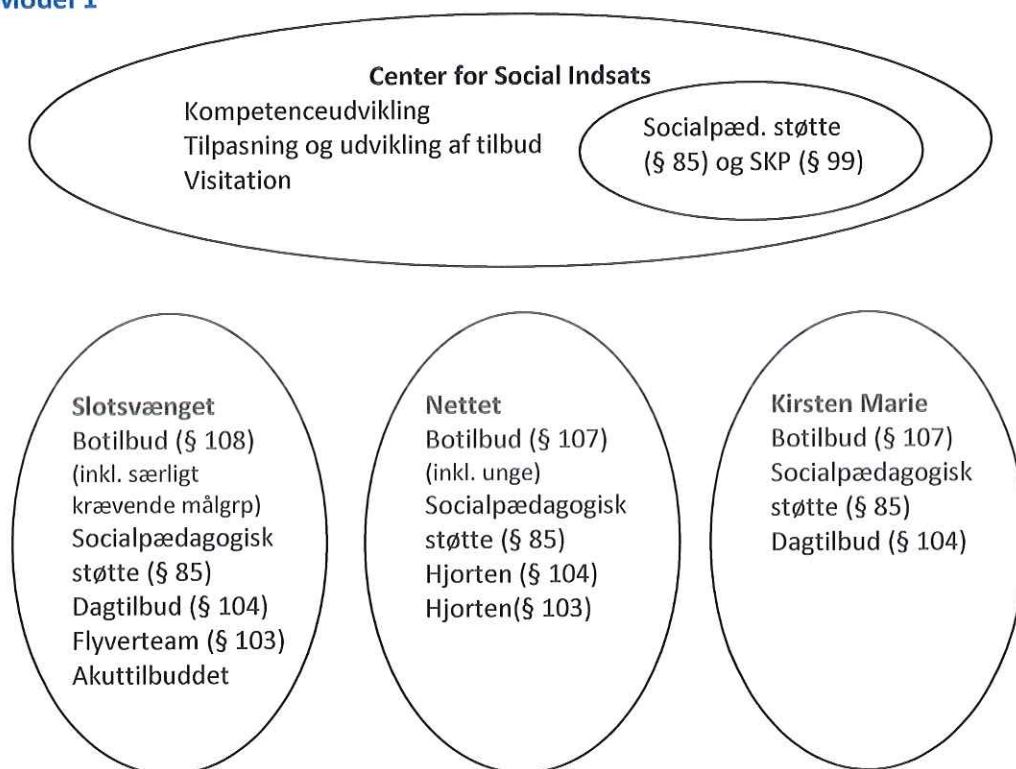 Model 1
Center for Social Indsats
Kompetenceudvikling
Tilpasning og udvikling af tilbud
Visitation
Socialpæd. støtte
(§ 85) og SKP (§ 99)
Slotsvænget
Botilbud (§ 108)
(inkl. særligt
krævende målgrp)
Socialpædagogisk
støtte (§ 85)
Dagtilbud (§ 104)
Flyverteam (§ 103)
Akuttilbuddet
Nettet
Botilbud (§ 107)
(inkl. unge)
Socialpædagogisk
støtte (§ 85)
Hjorten (§ 104)
Hjorten(§ 103)
Kirsten Marie
Botilbud (§ 107)
Socialpædagogisk
støtte (§ 85)
Dagtilbud (§ 104)